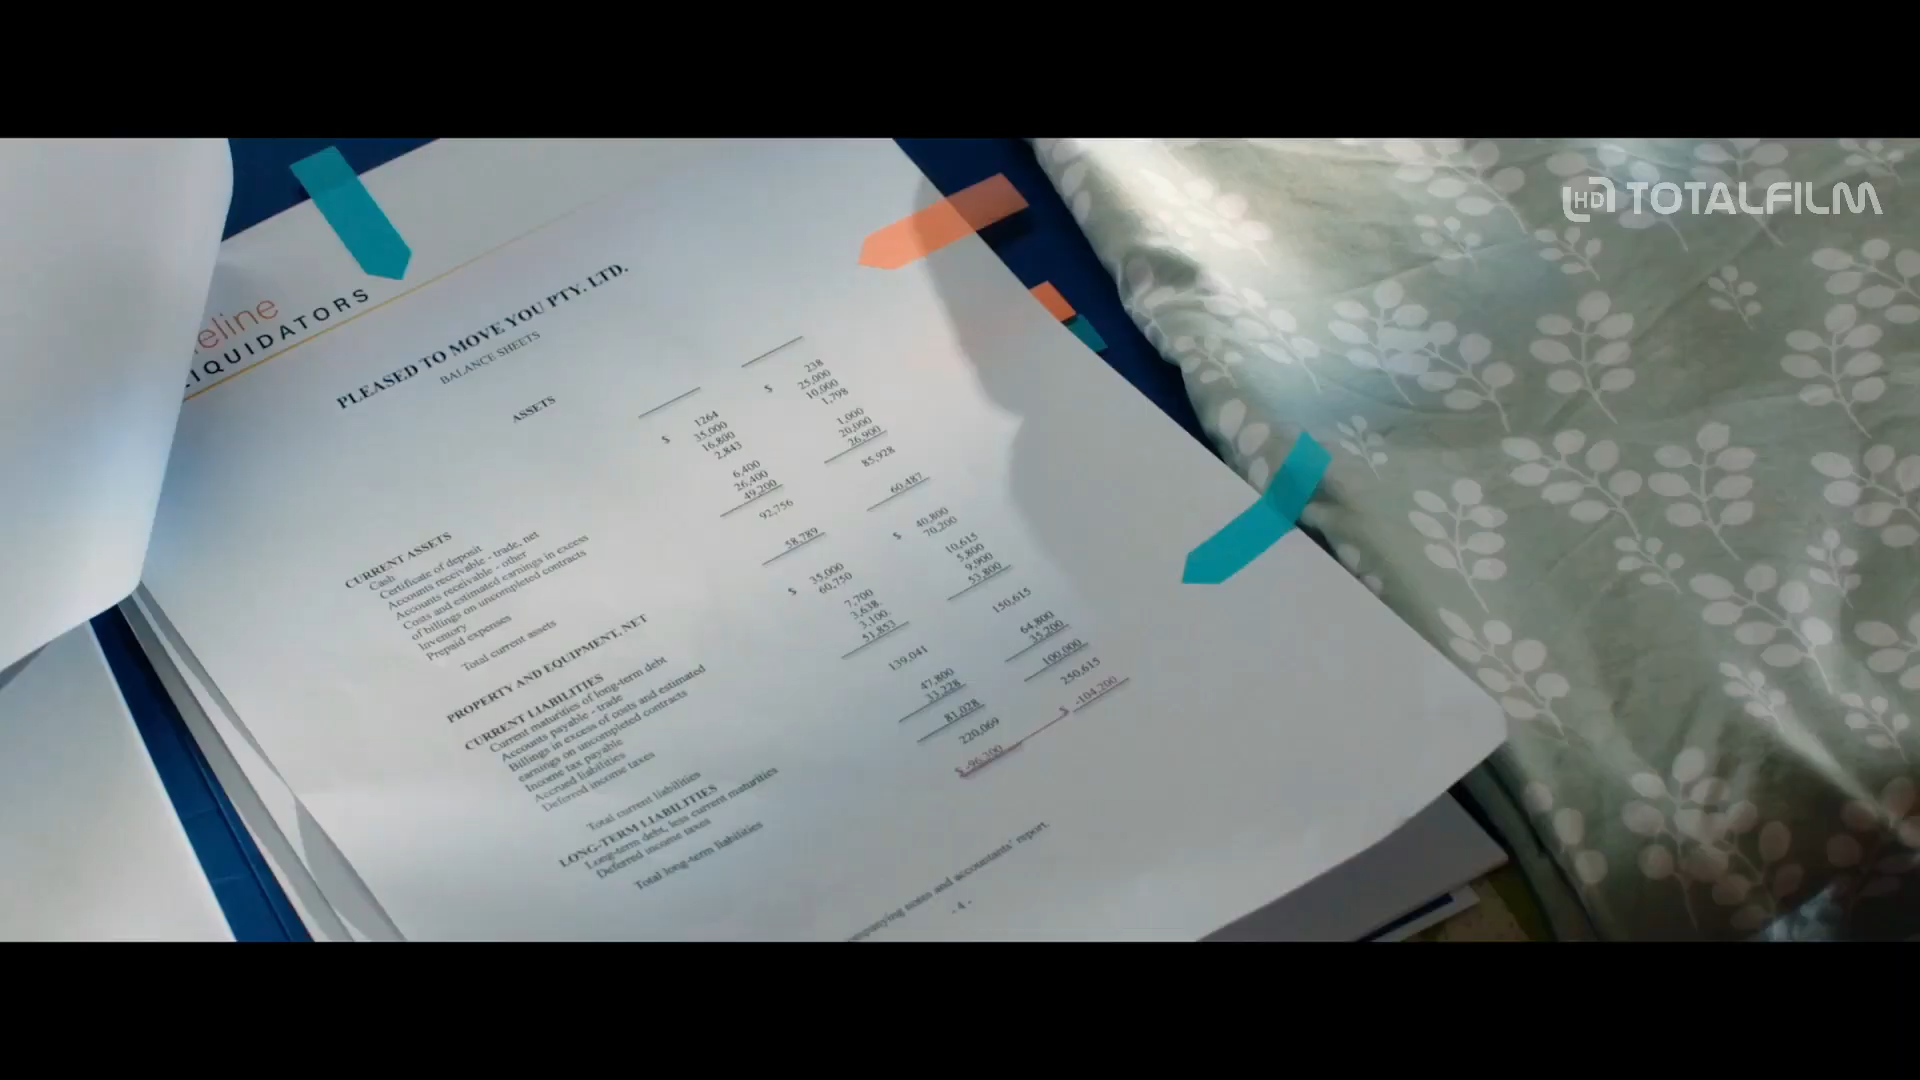 HD TOTALFILM
eline
LIQUIDATORS
PLEASED TO MOVE YOU PTY. LTD.
BALANCE SHEETS
ASSETS
CURRENT ASSETS
Cash $ 1264 $ 238
Certificate of deposit 35,000 25,000
Accounts receivable - trade, net 16,800 10,000
Accounts receivable - other 2,843 1,798
Costs and estimated earnings in excess
of billings on uncompleted contracts 6,400 1,000
Inventory 26,400 20,000
Prepaid expenses 49,200 26,900
Total current assets 92,756 85,928
PROPERTY AND EQUIPMENT, NET 58,789 60,487
CURRENT LIABILITIES
Current maturities of long-term debt $ 35,000 $ 40,800
Accounts payable - trade 60,750 70,200
Billings in excess of costs and estimated
earnings on uncompleted contracts 7,700 10,615
Income tax payable 3,638 5,800
Accrued liabilities 3,100 9,900
Deferred income taxes 51,853 53,800
Total current liabilities 139,041 150,615
LONG-TERM LIABILITIES
Long-term debt, less current maturities 47,800 64,800
Deferred income taxes 33,228 35,200
Total long-term liabilities 81,028 100,000
220,069 250,615
$ -96,200 $ -104,200
companying notes and accountants' report.
- 4 -